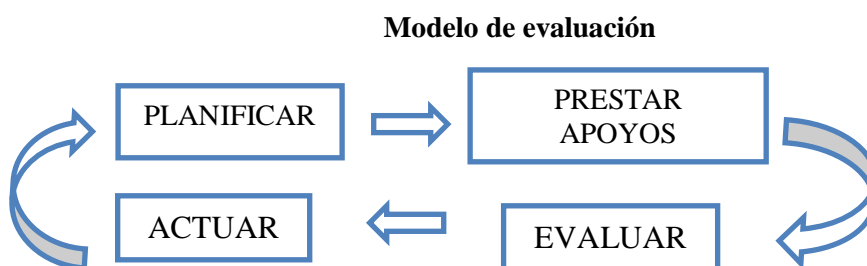 Modelo de evaluación
PLANIFICAR
PRESTAR
APOYOS
ACTUAR
EVALUAR